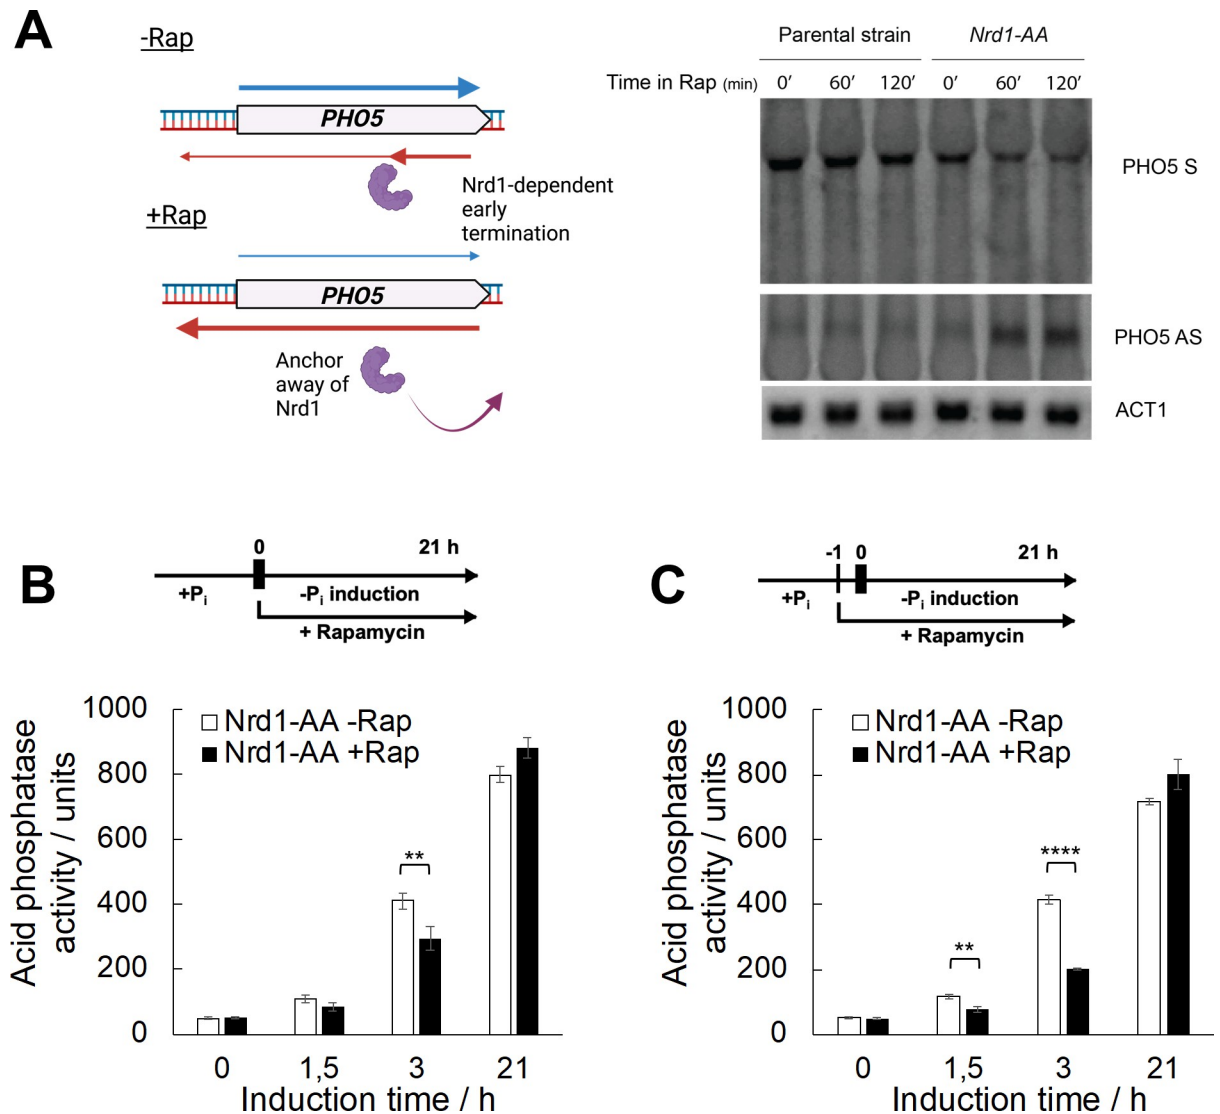 A
-Rap
PHO5
Nrd1-dependent
early
termination
+Rap
PHO5
Anchor
away of
Nrd1
Parental strain Nrd1-AA
Time in Rap (min) 0′ 60′ 120′ 0′ 60′ 120′
PHO5 S
PHO5 AS
ACT1
B
0 21 h
+Pi -Pi induction
+ Rapamycin
Acid phosphatase
activity / units
1000
800
600
400
200
0
Nrd1-AA -Rap
Nrd1-AA +Rap
**
0 1,5 3 21
Induction time / h
C
-1 0 21 h
+Pi -Pi induction
+ Rapamycin
Acid phosphatase
activity / units
1000
800
600
400
200
0
Nrd1-AA -Rap
Nrd1-AA +Rap
**
****
0 1,5 3 21
Induction time / h